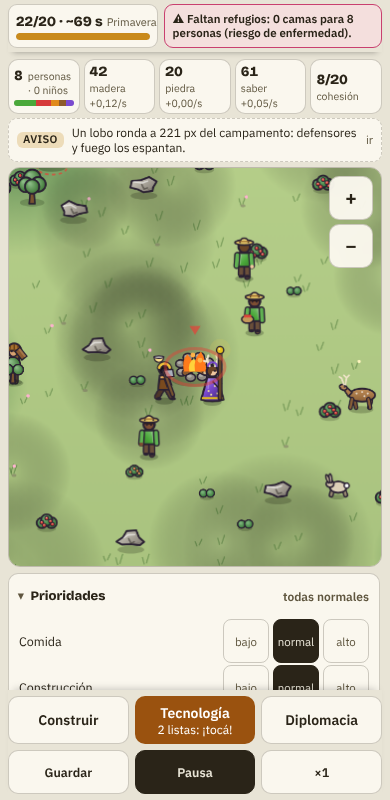 22/20 · ~69 s Primavera
⚠ Faltan refugios: 0 camas para 8
personas (riesgo de enfermedad).
8 personas
· 0 niños
42
madera
+0,12/s
20
piedra
+0,00/s
61
saber
+0,05/s
8/20
cohesión
AVISO
Un lobo ronda a 221 px del campamento: defensores
y fuego los espantan.
ir
+
−
▼ Prioridades
todas normales
Comida
bajo
normal
alto
Construcción
bajo
normal
alto
Construir
Tecnología
2 listas: ¡tocá!
Diplomacia
Guardar
Pausa
×1